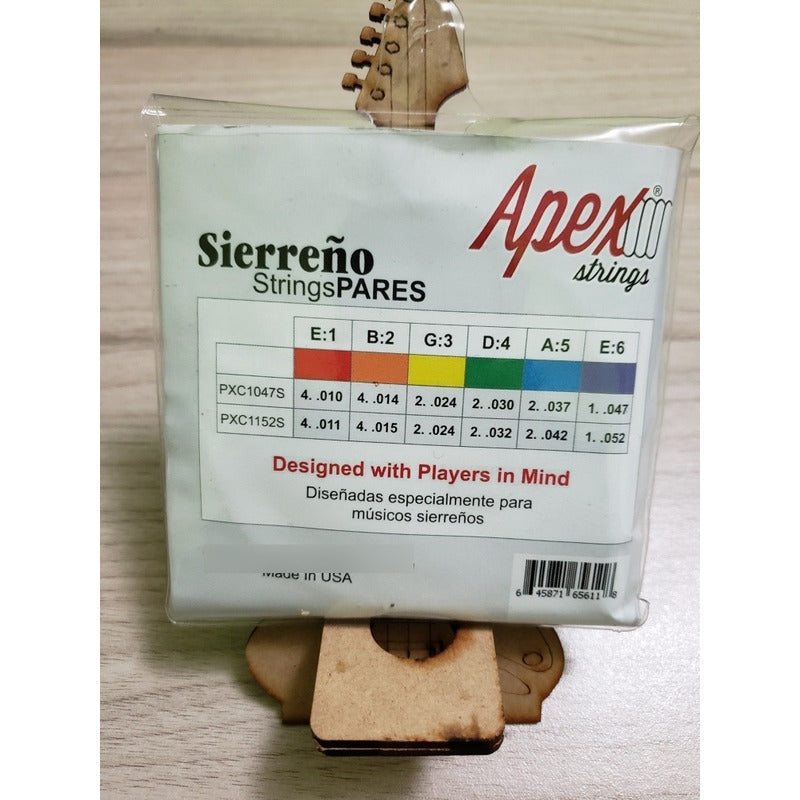 Apex®
strings
Sierreño
StringsPARES
E:1 B:2 G:3 D:4 A:5 E:6
PXC1047S 4. .010 4. .014 2. .024 2. .030 2. .037 1. .047
PXC1152S 4. .011 4. .015 2. .024 2. .032 2. .042 1. .052
Designed with Players in Mind
Diseñadas especialmente para
músicos sierreños
Made in USA
6 45871 65611 8